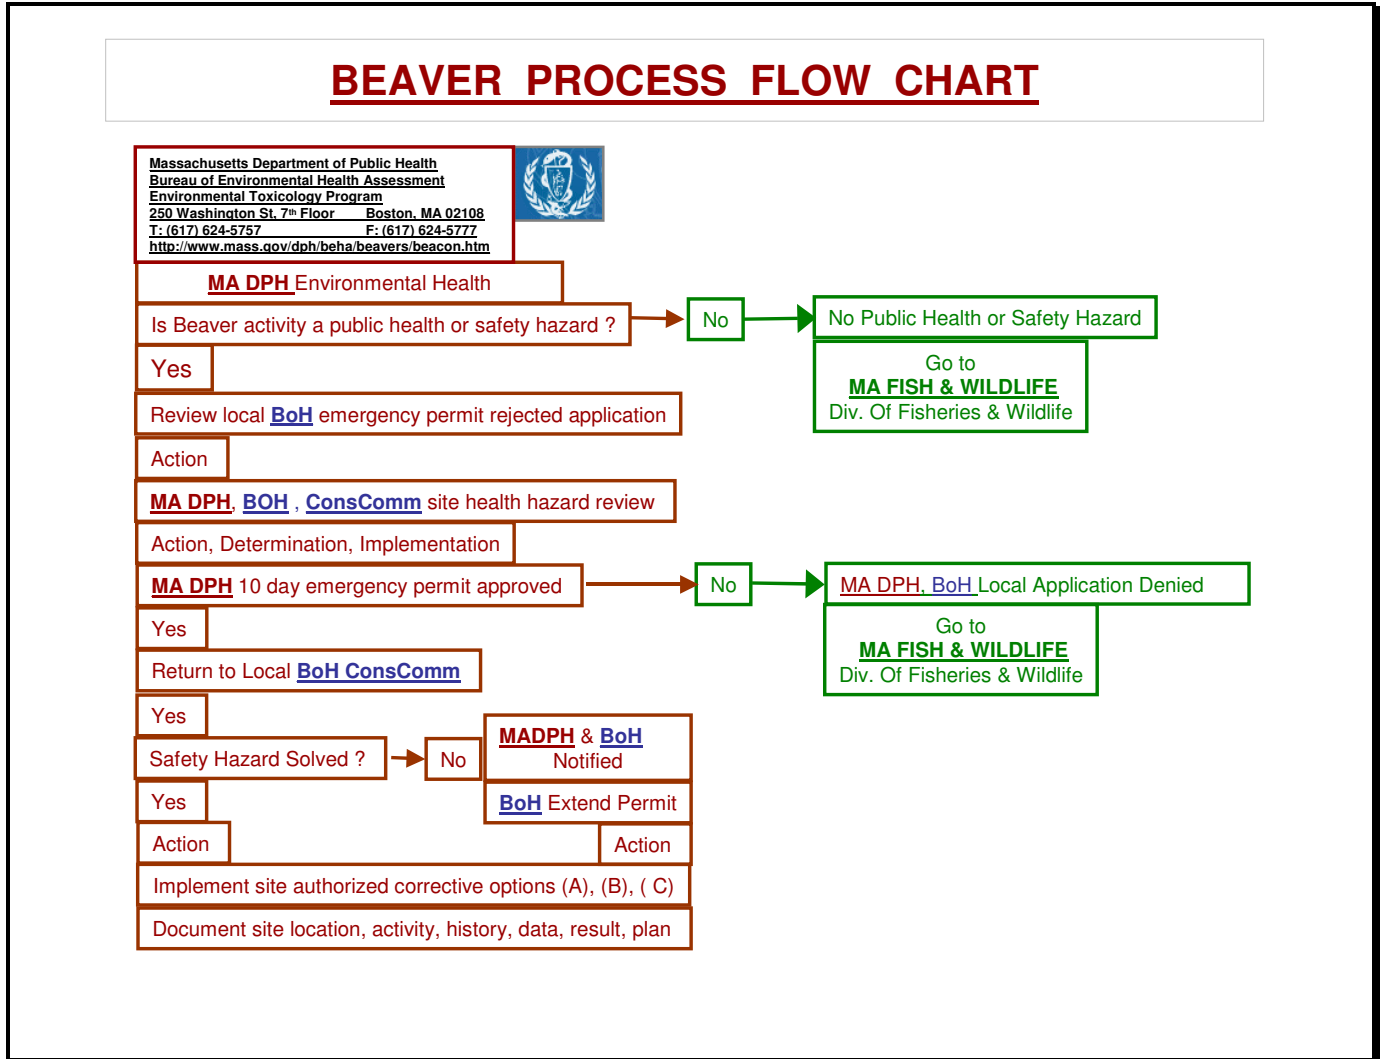 BEAVER PROCESS FLOW CHART
Massachusetts Department of Public Health
Bureau of Environmental Health Assessment
Environmental Toxicology Program
250 Washington St, 7th Floor Boston, MA 02108
T: (617) 624-5757 F: (617) 624-5777
http://www.mass.gov/dph/beha/beavers/beacon.htm
MA DPH Environmental Health
Is Beaver activity a public health or safety hazard ?
No
No Public Health or Safety Hazard
Go to
MA FISH & WILDLIFE
Div. Of Fisheries & Wildlife
Yes
Review local BoH emergency permit rejected application
Action
MA DPH, BOH , ConsComm site health hazard review
Action, Determination, Implementation
MA DPH 10 day emergency permit approved
No
MA DPH, BoH Local Application Denied
Go to
MA FISH & WILDLIFE
Div. Of Fisheries & Wildlife
Yes
Return to Local BoH ConsComm
Yes
Safety Hazard Solved ?
No
MADPH & BoH
Notified
BoH Extend Permit
Action
Yes
Action
Implement site authorized corrective options (A), (B), ( C)
Document site location, activity, history, data, result, plan